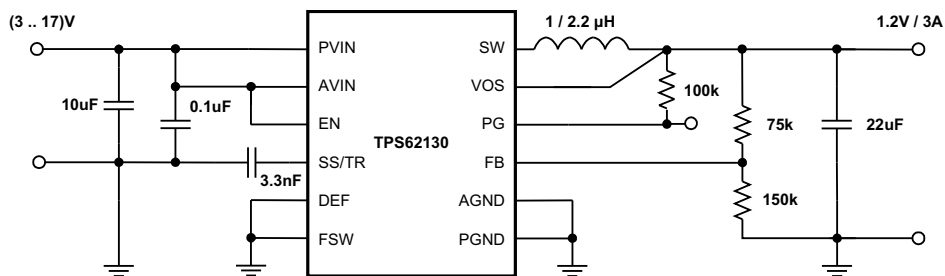 (3 .. 17)V
1 / 2.2 µH
1.2V / 3A
PVIN
SW
AVIN
VOS
10uF
0.1uF
100k
EN
PG
TPS62130
75k
22uF
SS/TR
FB
3.3nF
DEF
AGND
150k
FSW
PGND